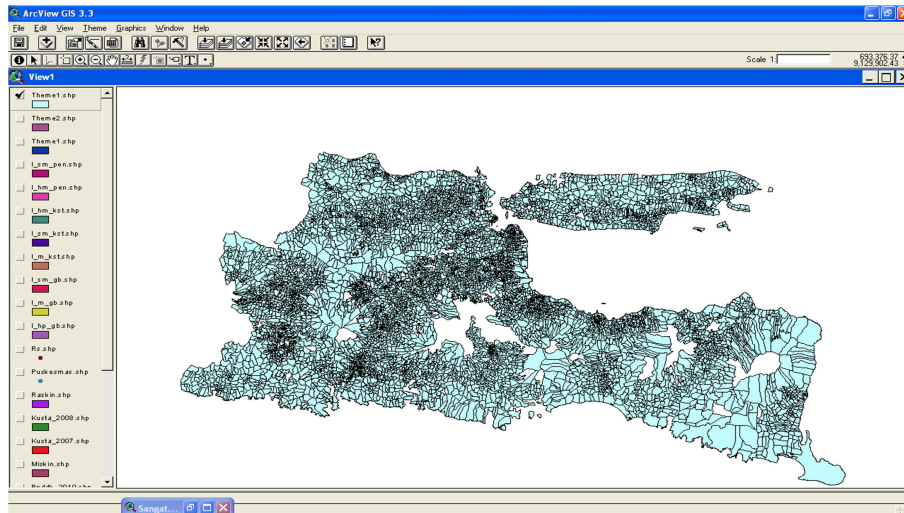 ArcView GIS 3.3
File Edit View Theme Graphics Window Help
Scale 1:
693,376.37
9,129,902.43
View1
Theme1.shp
Theme2.shp
Theme1.shp
l_sm_pen.shp
l_hm_pen.shp
l_hm_kst.shp
l_sm_kst.shp
l_m_kst.shp
l_sm_gb.shp
l_m_gb.shp
l_hp_gb.shp
Rs.shp
Puskesmas.shp
Raskin.shp
Kusta_2008.shp
Kusta_2007.shp
Miskin.shp
Sangat...